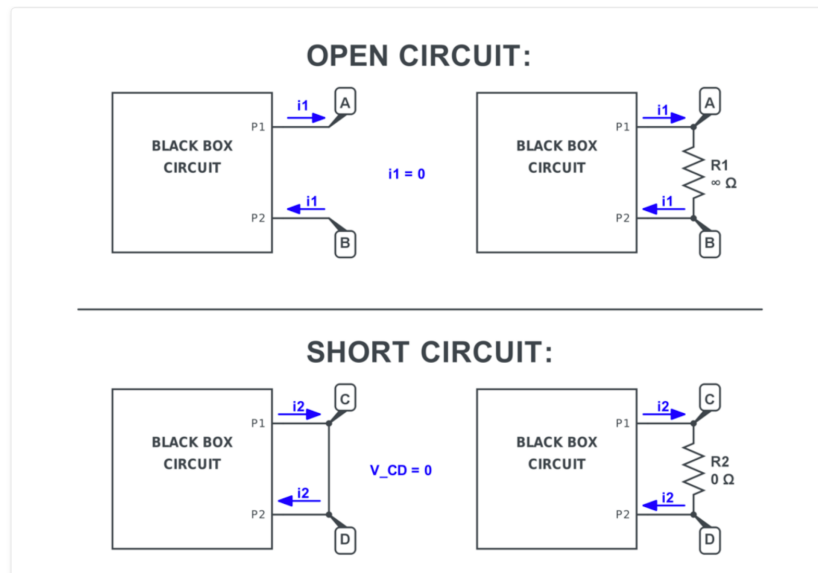 OPEN CIRCUIT:
i1
A
P1
BLACK BOX
CIRCUIT
i1 = 0
i1
P2
B
i1
A
P1
BLACK BOX
CIRCUIT
R1
∞ Ω
i1
P2
B
SHORT CIRCUIT:
i2
C
P1
BLACK BOX
CIRCUIT
V_CD = 0
i2
P2
D
i2
C
P1
BLACK BOX
CIRCUIT
R2
0 Ω
i2
P2
D